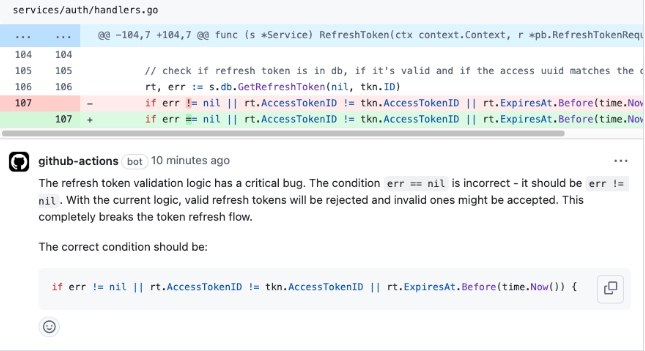 services/auth/handlers.go
... ... @@ -104,7 +104,7 @@ func (s *Service) RefreshToken(ctx context.Context, r *pb.RefreshTokenRequ
104 104
105 105 // check if refresh token is in db, if it's valid and if the access uuid matches the
106 106 rt, err := s.db.GetRefreshToken(nil, tkn.ID)
107 - if err != nil || rt.AccessTokenID != tkn.AccessTokenID || rt.ExpiresAt.Before(time.Now
107 + if err == nil || rt.AccessTokenID != tkn.AccessTokenID || rt.ExpiresAt.Before(time.Now
github-actions bot 10 minutes ago ...
The refresh token validation logic has a critical bug. The condition err == nil is incorrect - it should be err !=
nil . With the current logic, valid refresh tokens will be rejected and invalid ones might be accepted. This
completely breaks the token refresh flow.
The correct condition should be:
if err != nil || rt.AccessTokenID != tkn.AccessTokenID || rt.ExpiresAt.Before(time.Now()) {